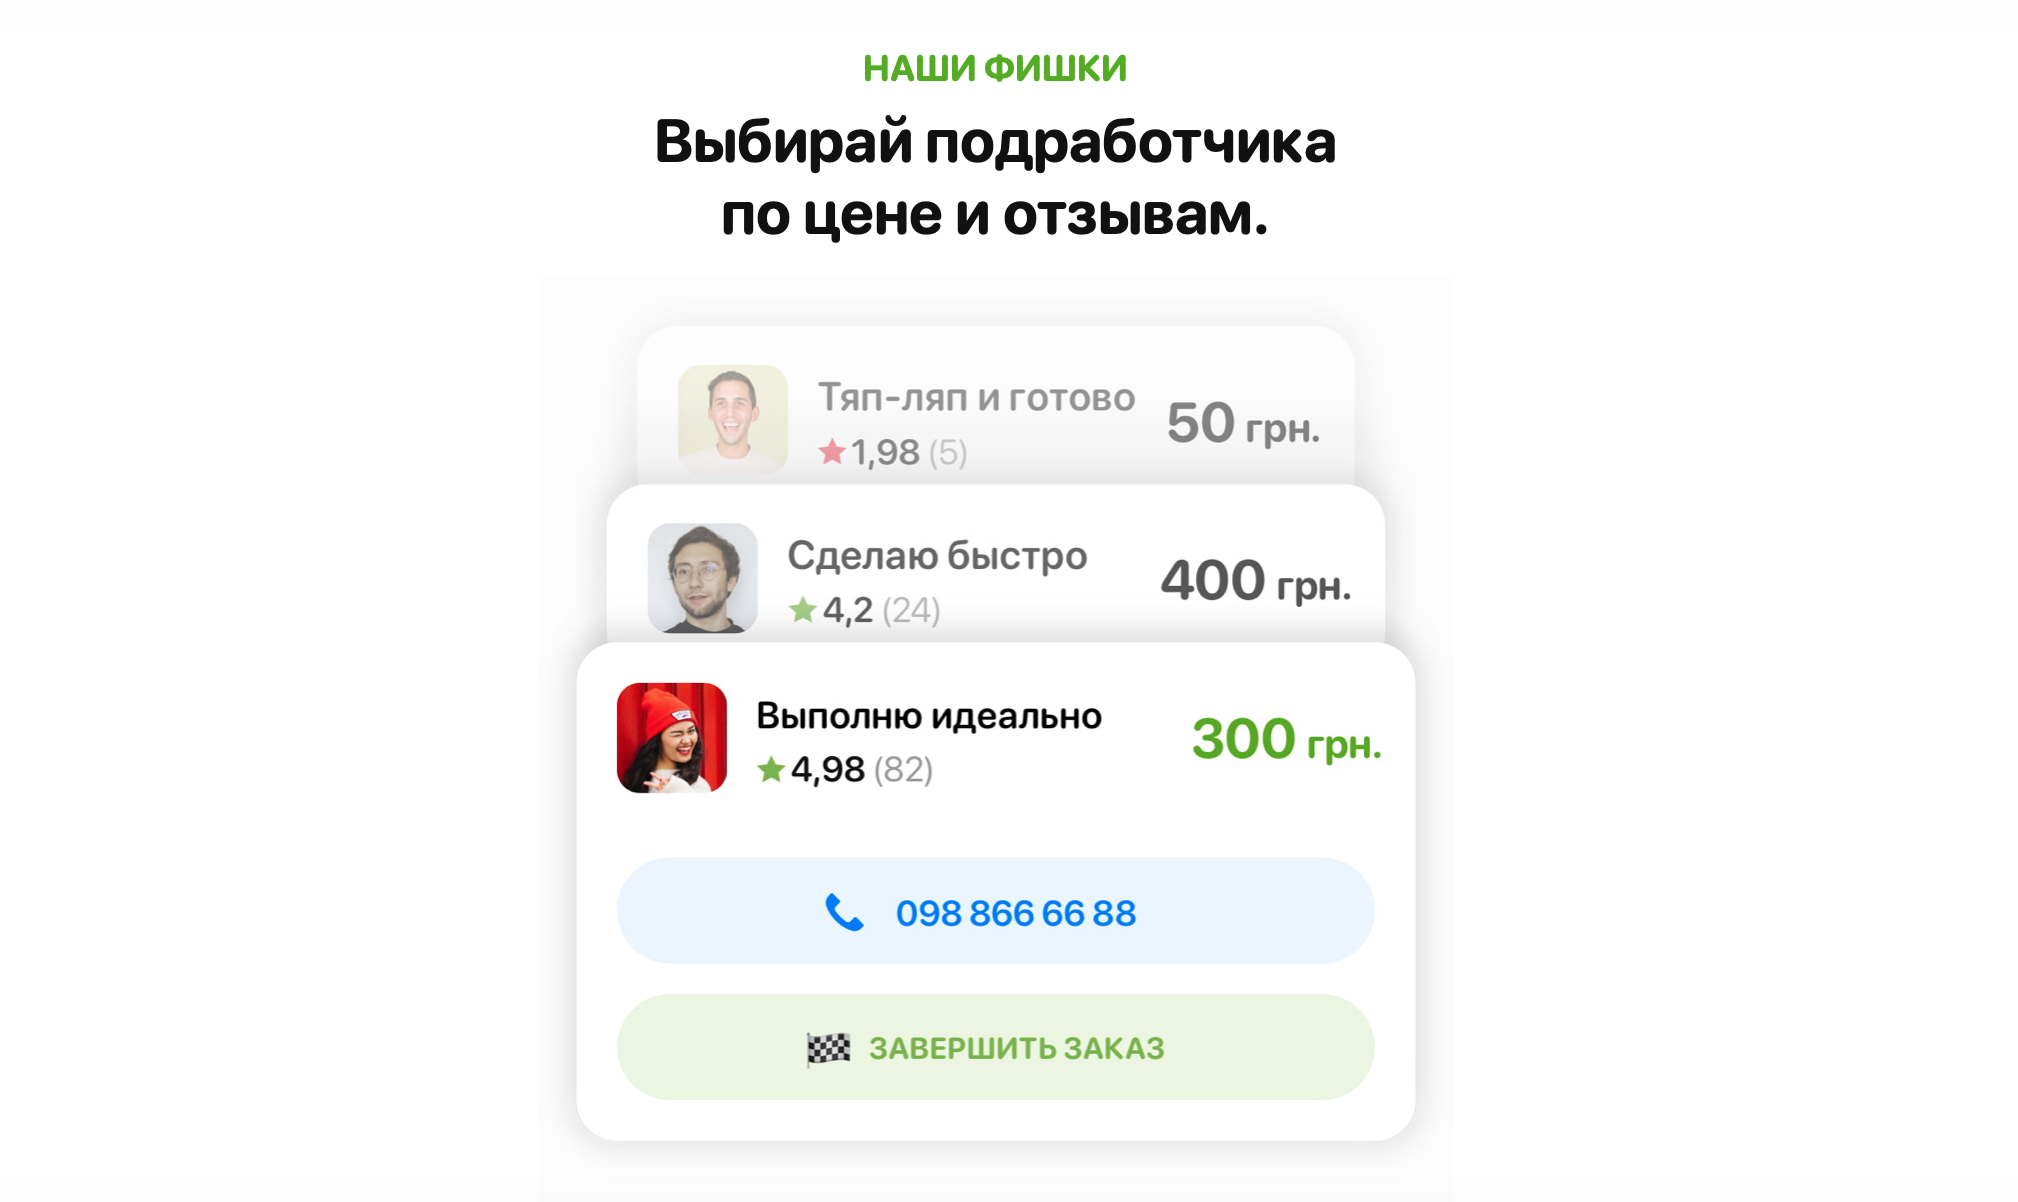 НАШИ ФИШКИ
Выбирай подработчика
по цене и отзывам.
Тяп-ляп и готово
1,98 (5)
50 грн.
Сделаю быстро
4,2 (24)
400 грн.
Выполню идеально
4,98 (82)
300 грн.
098 866 66 88
ЗАВЕРШИТЬ ЗАКАЗ